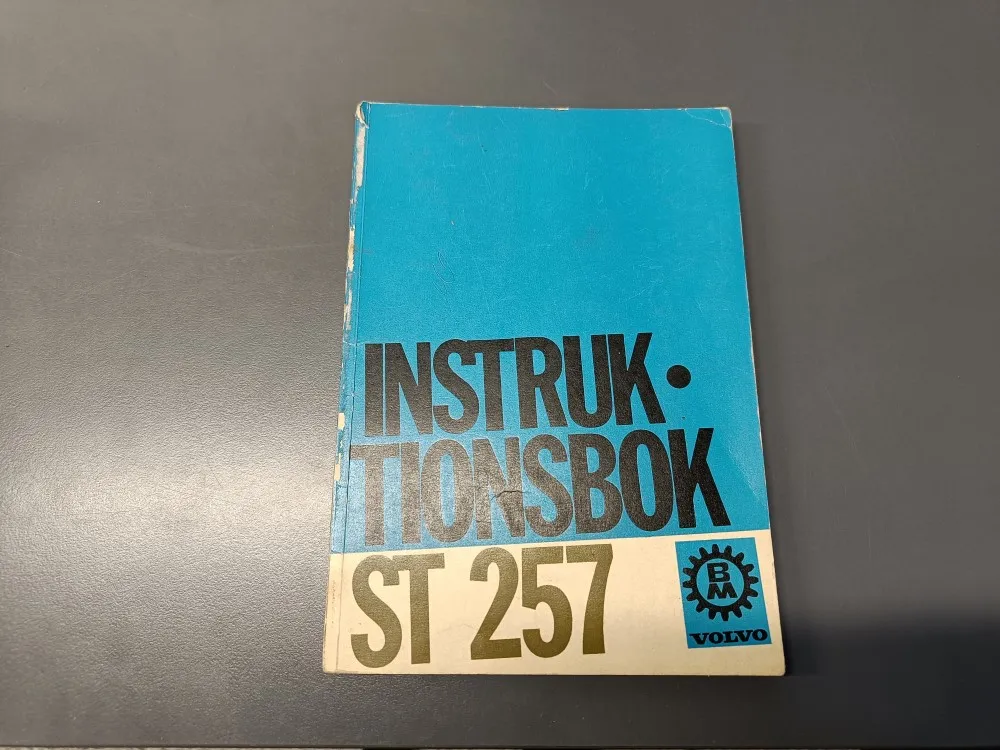 INSTRUK •
TIONSBOK
ST 257
BM
VOLVO